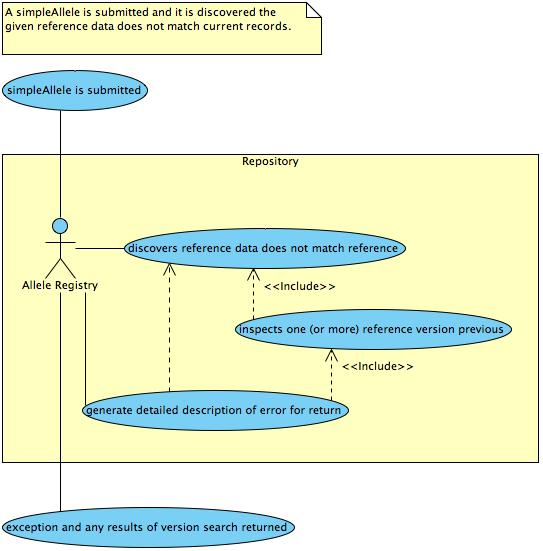 A simpleAllele is submitted and it is discovered the
given reference data does not match current records.
simpleAllele is submitted
Repository
discovers reference data does not match reference
Allele Registry
<<Include>>
inspects one (or more) reference version previous
<<Include>>
generate detailed description of error for return
exception and any results of version search returned